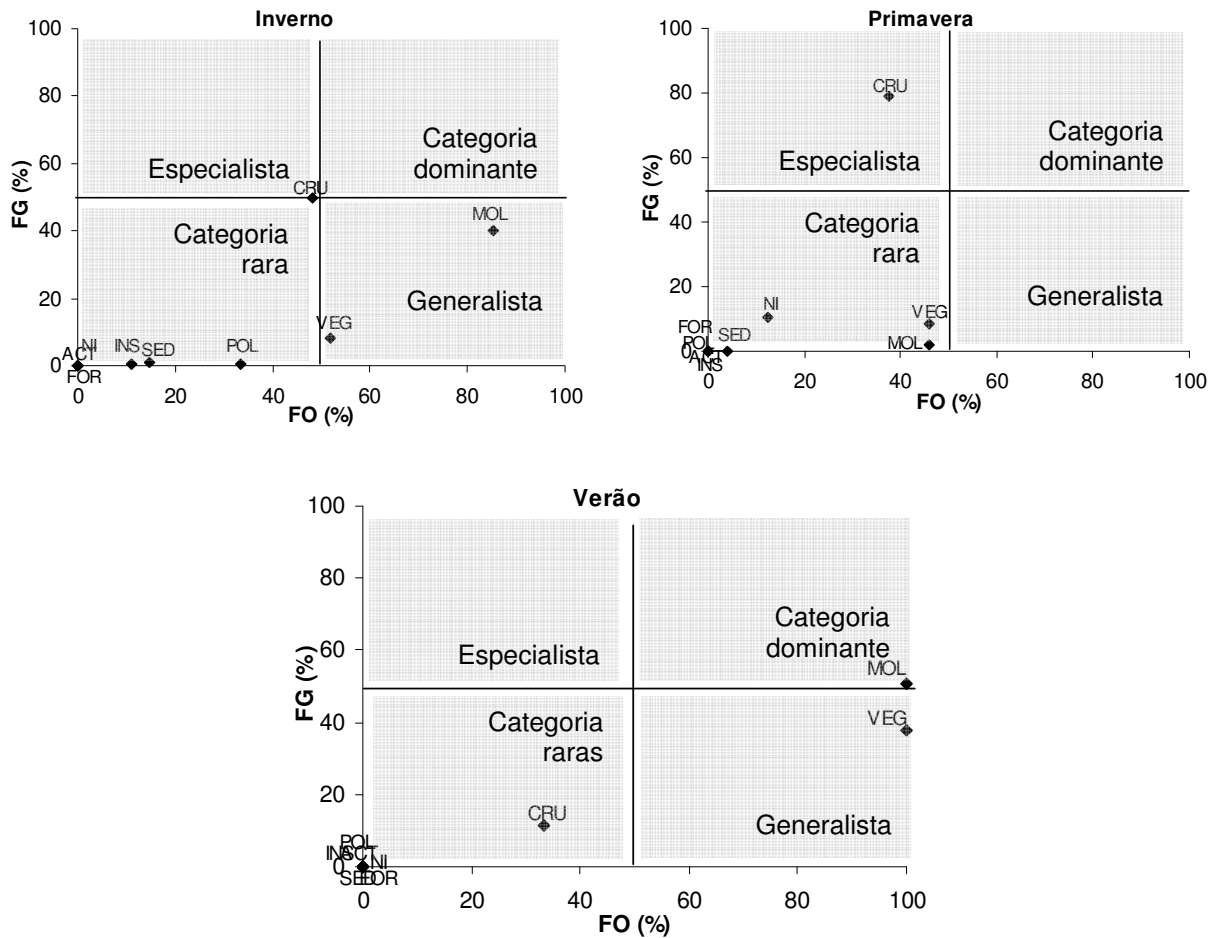 Inverno
100
80
60
40
20
0
FG (%)
Especialista
Categoria
dominante
CRU
MOL
Categoria
rara
Generalista
VEG
NI
INS
SED
POL
ACT
FOR
0
20
40
60
80
100
FO (%)
Primavera
100
80
60
40
20
0
FG (%)
CRU
Especialista
Categoria
dominante
Categoria
rara
Generalista
NI
VEG
FOR
SED
MOL
POL
ACT
INS
0
20
40
60
80
100
FO (%)
Verão
100
80
60
40
20
0
FG (%)
Especialista
Categoria
dominante
MOL
VEG
Categoria
raras
CRU
Generalista
POL
INS
ACT
NI
SED
FOR
0
20
40
60
80
100
FO (%)